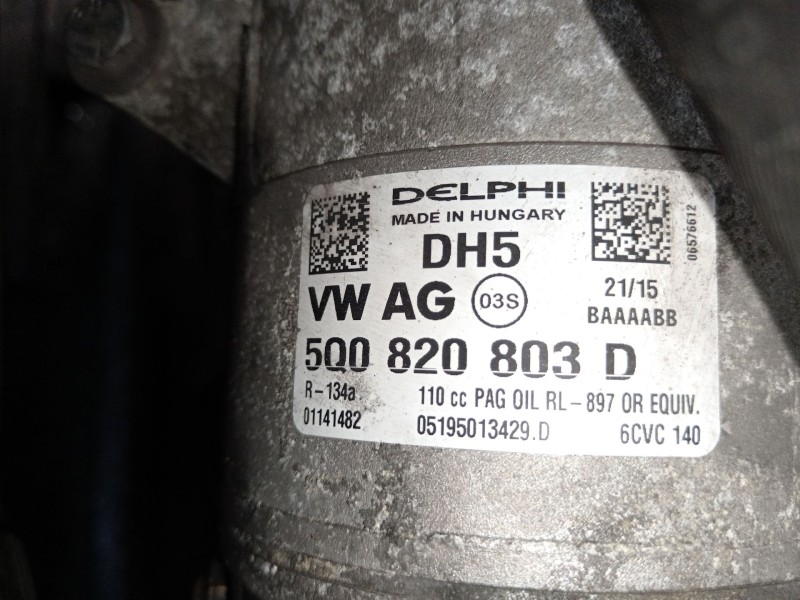 DELPHI
MADE IN HUNGARY
06576612
DH5
VW AG 03S 21/15
BAAAABB
5Q0 820 803 D
R-134a 110 cc PAG OIL RL-897 OR EQUIV.
01141482 05195013429.D 6CVC 140